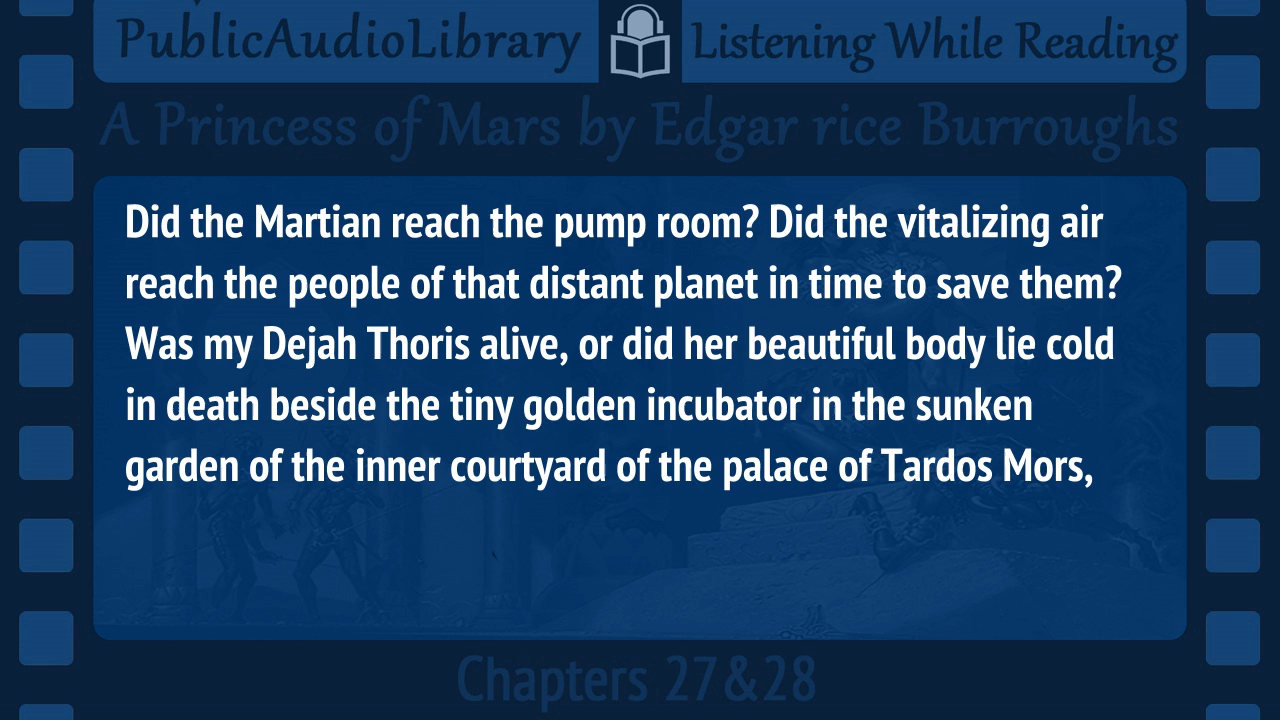 PublicAudioLibrary Listening While Reading
A Princess of Mars by Edgar rice Burroughs
Did the Martian reach the pump room? Did the vitalizing air
reach the people of that distant planet in time to save them?
Was my Dejah Thoris alive, or did her beautiful body lie cold
in death beside the tiny golden incubator in the sunken
garden of the inner courtyard of the palace of Tardos Mors,
Chapters 27&28